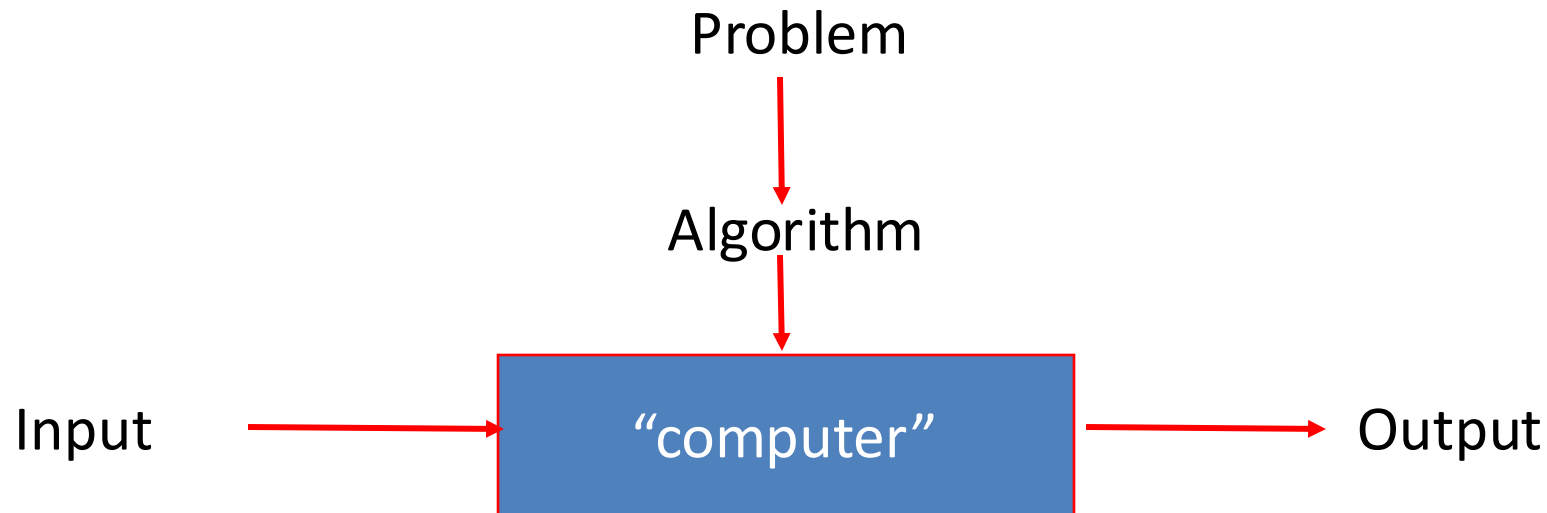 Problem
Algorithm
Input
“computer”
Output